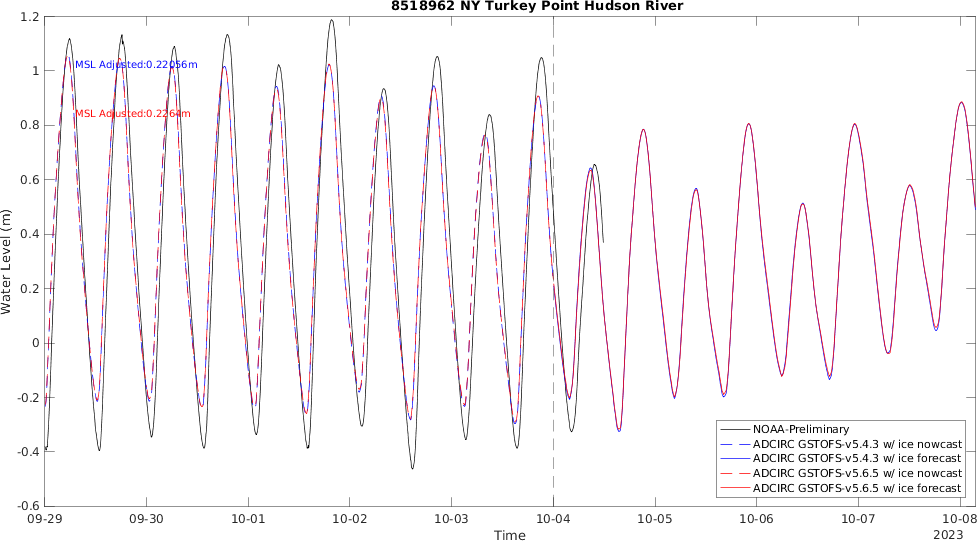 8518962 NY Turkey Point Hudson River
1.2
1
0.8
0.6
0.4
0.2
0
-0.2
-0.4
-0.6
Water Level (m)
MSL Adjusted:0.22056m
MSL Adjusted:0.2264m
NOAA-Preliminary
ADCIRC GSTOFS-v5.4.3 w/ ice nowcast
ADCIRC GSTOFS-v5.4.3 w/ ice forecast
ADCIRC GSTOFS-v5.6.5 w/ ice nowcast
ADCIRC GSTOFS-v5.6.5 w/ ice forecast
09-29 09-30 10-01 10-02 10-03 10-04 10-05 10-06 10-07 10-08
Time
2023